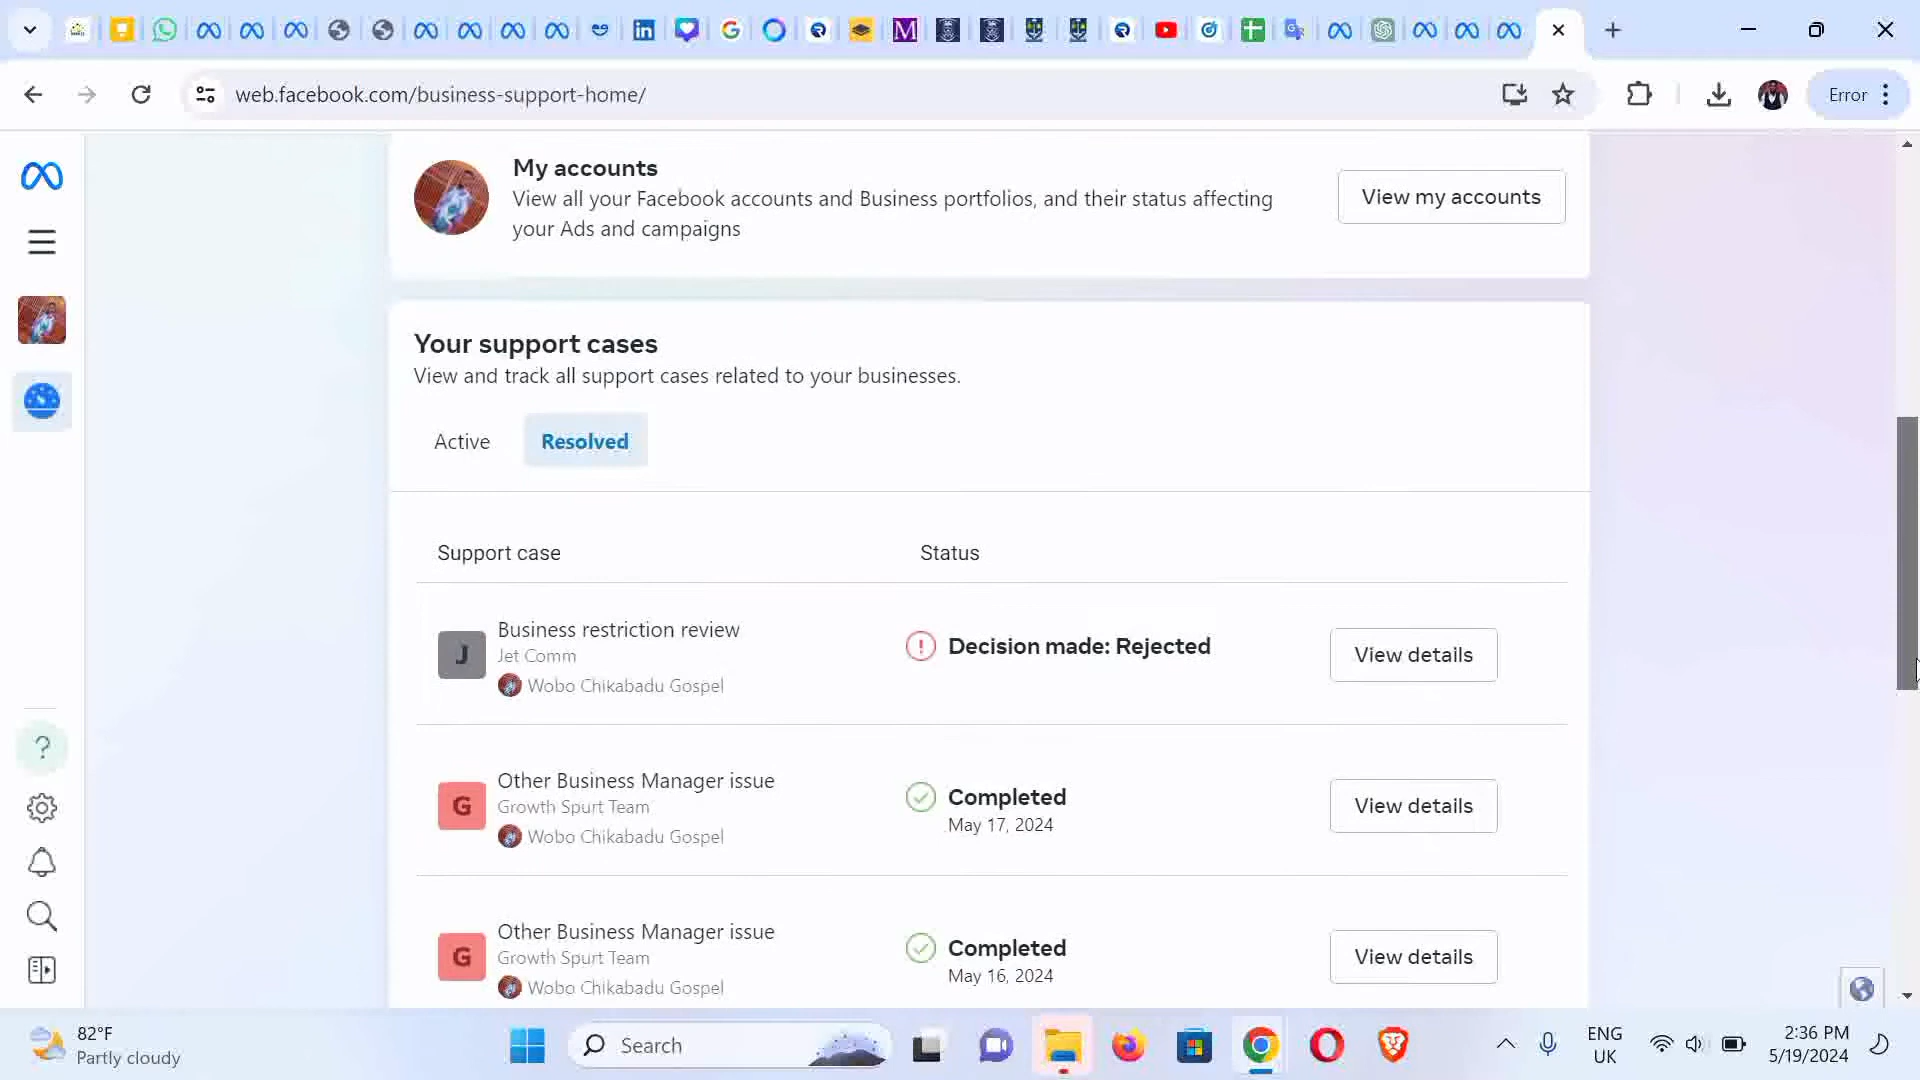 web.facebook.com/business-support-home/
Error
My accounts
View all your Facebook accounts and Business portfolios, and their status affecting
your Ads and campaigns
View my accounts
Your support cases
View and track all support cases related to your businesses.
Active
Resolved
Support case
Status
J
Business restriction review
Jet Comm
Wobo Chikabadu Gospel
Decision made: Rejected
View details
G
Other Business Manager issue
Growth Spurt Team
Wobo Chikabadu Gospel
Completed
May 17, 2024
View details
G
Other Business Manager issue
Growth Spurt Team
Wobo Chikabadu Gospel
Completed
May 16, 2024
View details
82°F
Partly cloudy
Search
ENG
UK
2:36 PM
5/19/2024